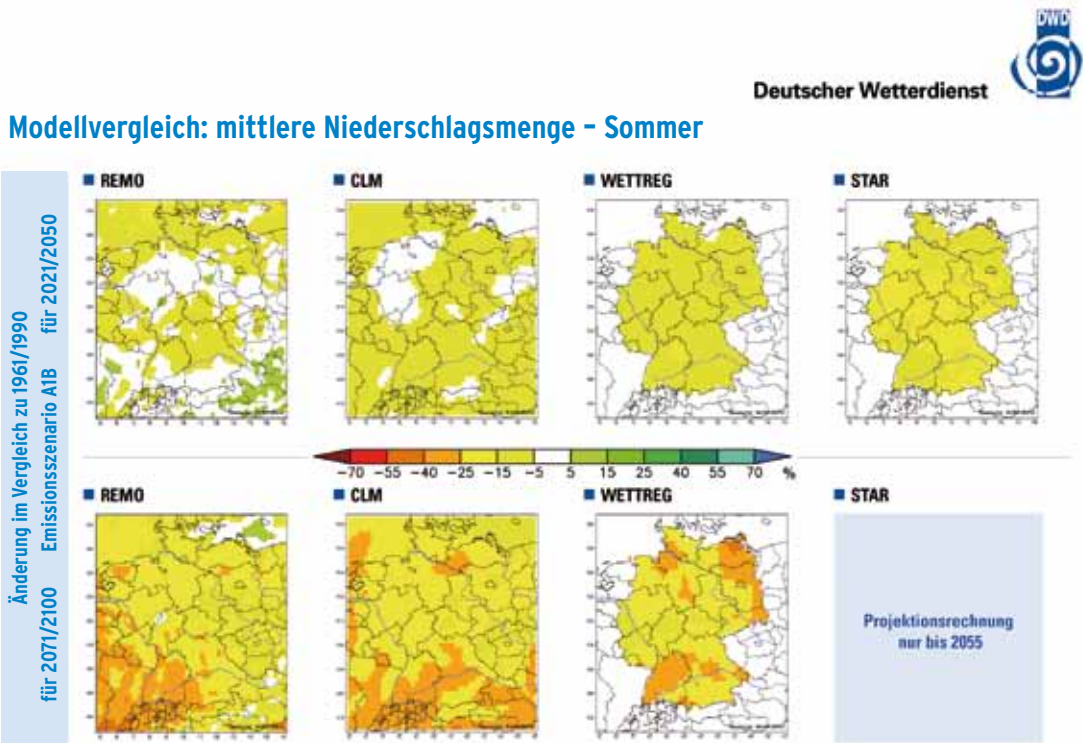 DWD
Deutscher Wetterdienst
Modellvergleich: mittlere Niederschlagsmenge – Sommer
Änderung im Vergleich zu 1961/1990
für 2071/2100 Emissionsszenario A1B für 2021/2050
REMO
CLM
WETTREG
STAR
-70 -55 -40 -25 -15 -5 5 15 25 40 55 70 %
REMO
CLM
WETTREG
STAR
Projektionsrechnung
nur bis 2055